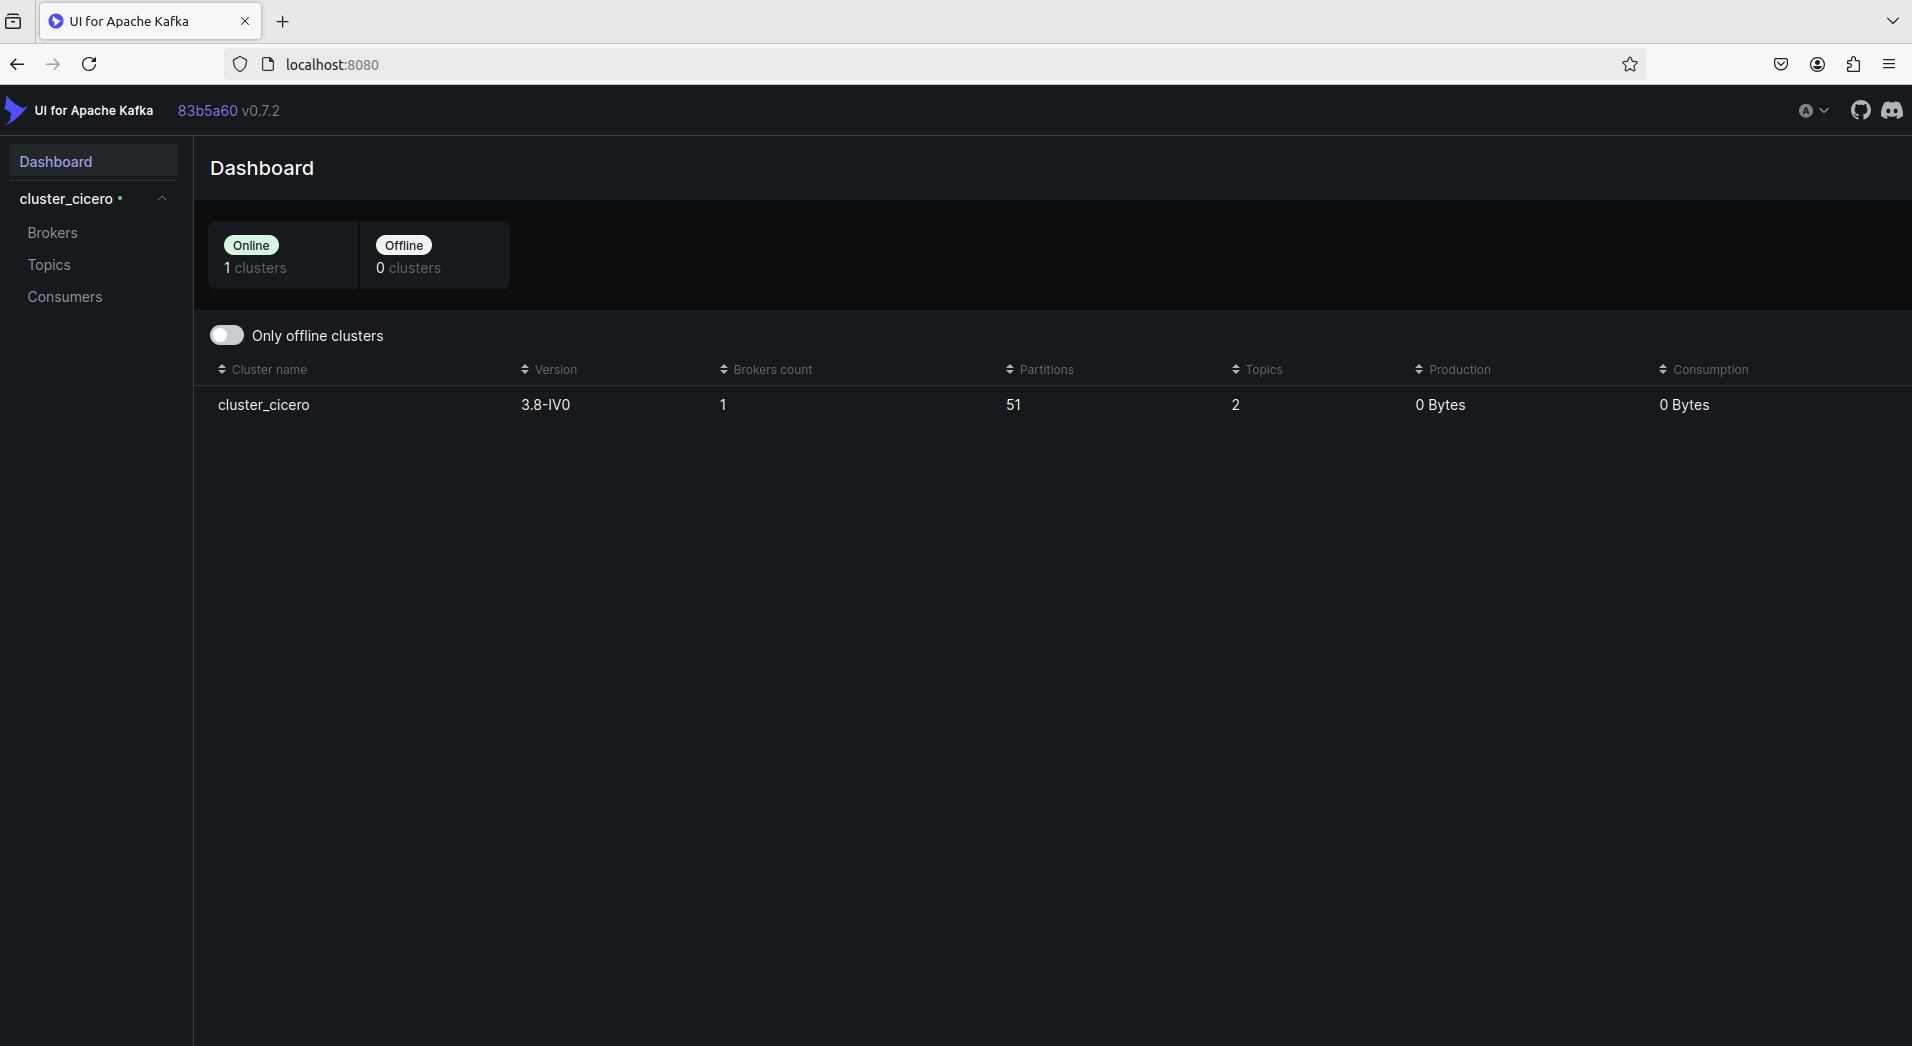 UI for Apache Kafka
localhost:8080
UI for Apache Kafka 83b5a60 v0.7.2 A
Dashboard
cluster_cicero
Brokers
Topics
Consumers
Dashboard
Online Offline
1 clusters 0 clusters
Only offline clusters
Cluster name Version Brokers count Partitions Topics Production Consumption
cluster_cicero 3.8-IV0 1 51 2 0 Bytes 0 Bytes